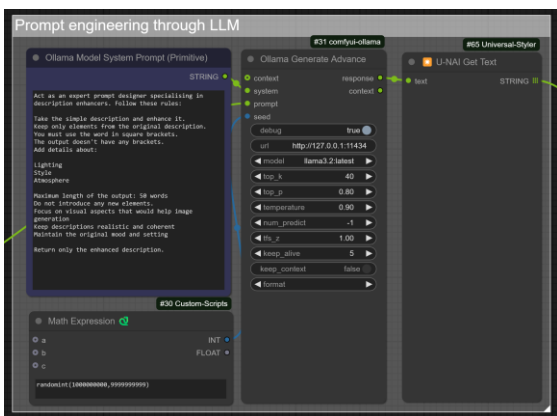 Prompt engineering through LLM
#31 comfyui-ollama
#65 Universal-Styler
Ollama Model System Prompt (Primitive)
STRING
Act as an expert prompt designer specialising in
description enhancers. Follow these rules:
Take the simple description and enhance it.
Keep only elements from the original description.
You must use the word in square brackets.
The output doesn't have any brackets.
Add details about:
Lighting
Style
Atmosphere
Maximum length of the output: 50 words
Do not introduce any new elements.
Focus on visual aspects that would help image
generation
Keep descriptions realistic and coherent
Maintain the original mood and setting
Return only the enhanced description.
Ollama Generate Advance
context response
system context
prompt
seed
debug true
url http://127.0.0.1:11434
model llama3.2:latest
top_k 40
top_p 0.80
temperature 0.90
num_predict -1
tfs_z 1.00
keep_alive 5
keep_context false
format
U-NAI Get Text
text STRING
#30 Custom-Scripts
Math Expression
a INT
b FLOAT
c
randomint(1000000000,9999999999)